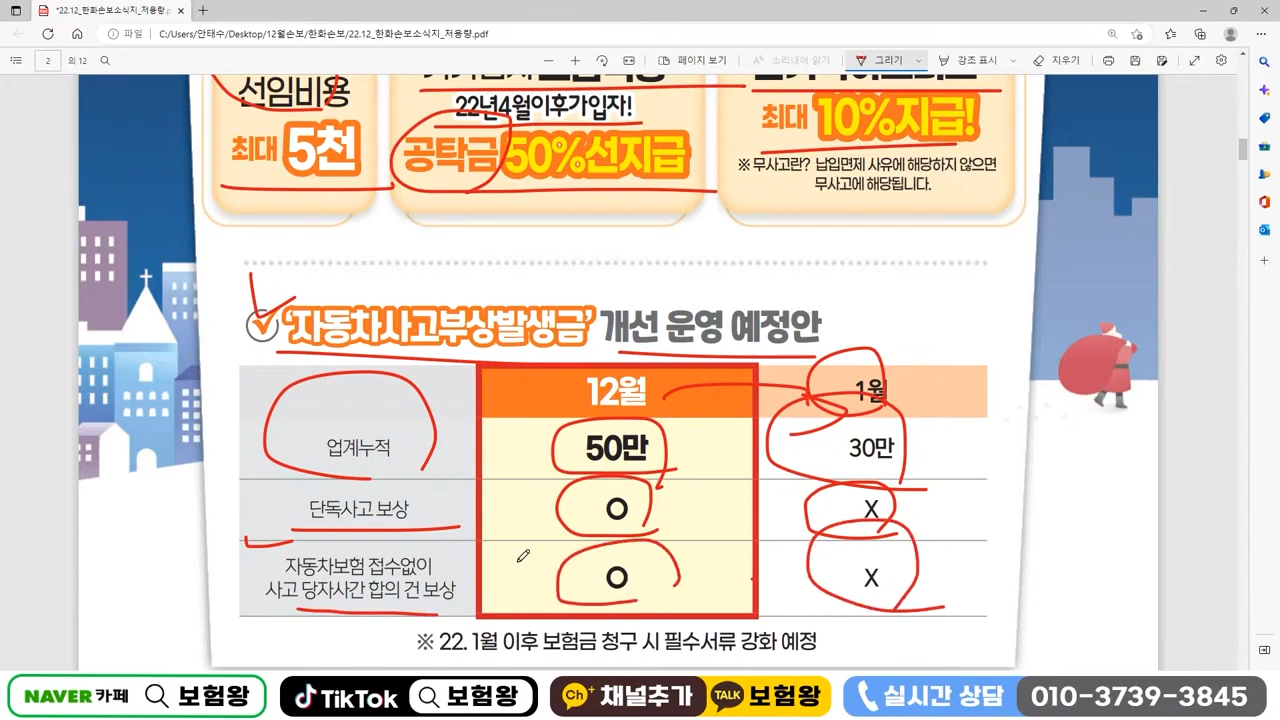 *22.12_한화손보소식지_저용량.p
파일
C:/Users/안태수/Desktop/12월손보/한화손보/22.12_한화손보소식지_저용량.pdf
2 의 12
페이지 보기
소리내어 읽기
그리기
강조 표시
지우기
선임비용
최대 5천
22년4월이후가입자!
공탁금 50%선지급
최대 10%지급!
※ 무사고란? 납입면제 사유에 해당하지 않으면
무사고에 해당됩니다.
'자동차사고부상발생금' 개선 운영 예정안
12월 1월
업계누적 50만 30만
단독사고 보상 O X
자동차보험 접수없이
사고 당자사간 합의 건 보상 O X
※ 22. 1월 이후 보험금 청구 시 필수서류 강화 예정
NAVER 카페 보험왕
TikTok 보험왕
Ch+ 채널추가 TALK 보험왕
실시간 상담 010-3739-3845